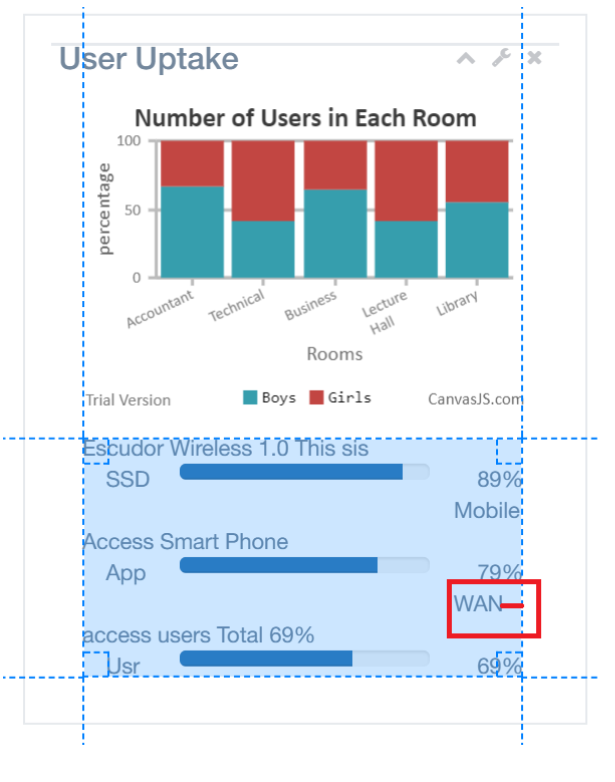 User Uptake
Number of Users in Each Room
100
50
0
percentage
Accountant
Technical
Business
Lecture
Hall
Library
Rooms
Trial Version
Boys
Girls
CanvasJS.com
Escudor Wireless 1.0 This sis
SSD
89%
Mobile
Access Smart Phone
App
79%
WAN
access users Total 69%
Usr
69%